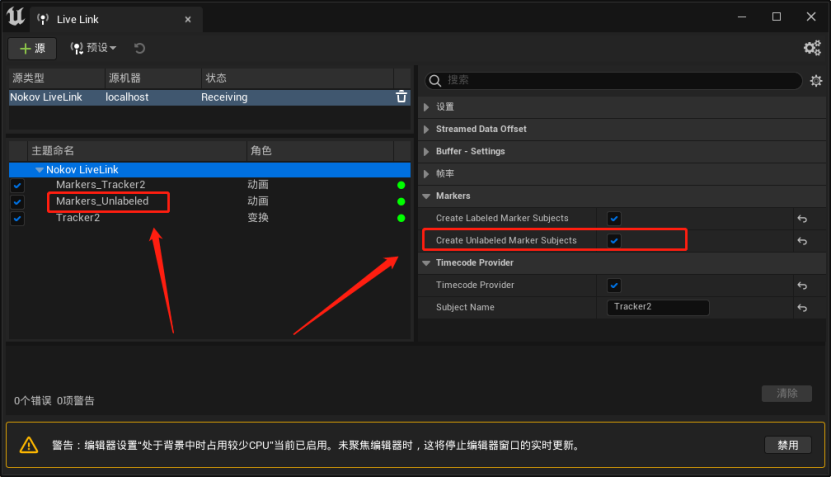 Live Link
源
预设
源类型 源机器 状态
Nokov LiveLink localhost Receiving
主题命名 角色
Nokov LiveLink
Markers_Tracker2 动画
Markers_Unlabeled 动画
Tracker2 变换
搜索
设置
Streamed Data Offset
Buffer - Settings
帧率
Markers
Create Labeled Marker Subjects
Create Unlabeled Marker Subjects
Timecode Provider
Timecode Provider
Subject Name Tracker2
0个错误 0项警告
清除
警告：编辑器设置"处于背景中时占用较少CPU"当前已启用。未聚焦编辑器时，这将停止编辑器窗口的实时更新。
禁用